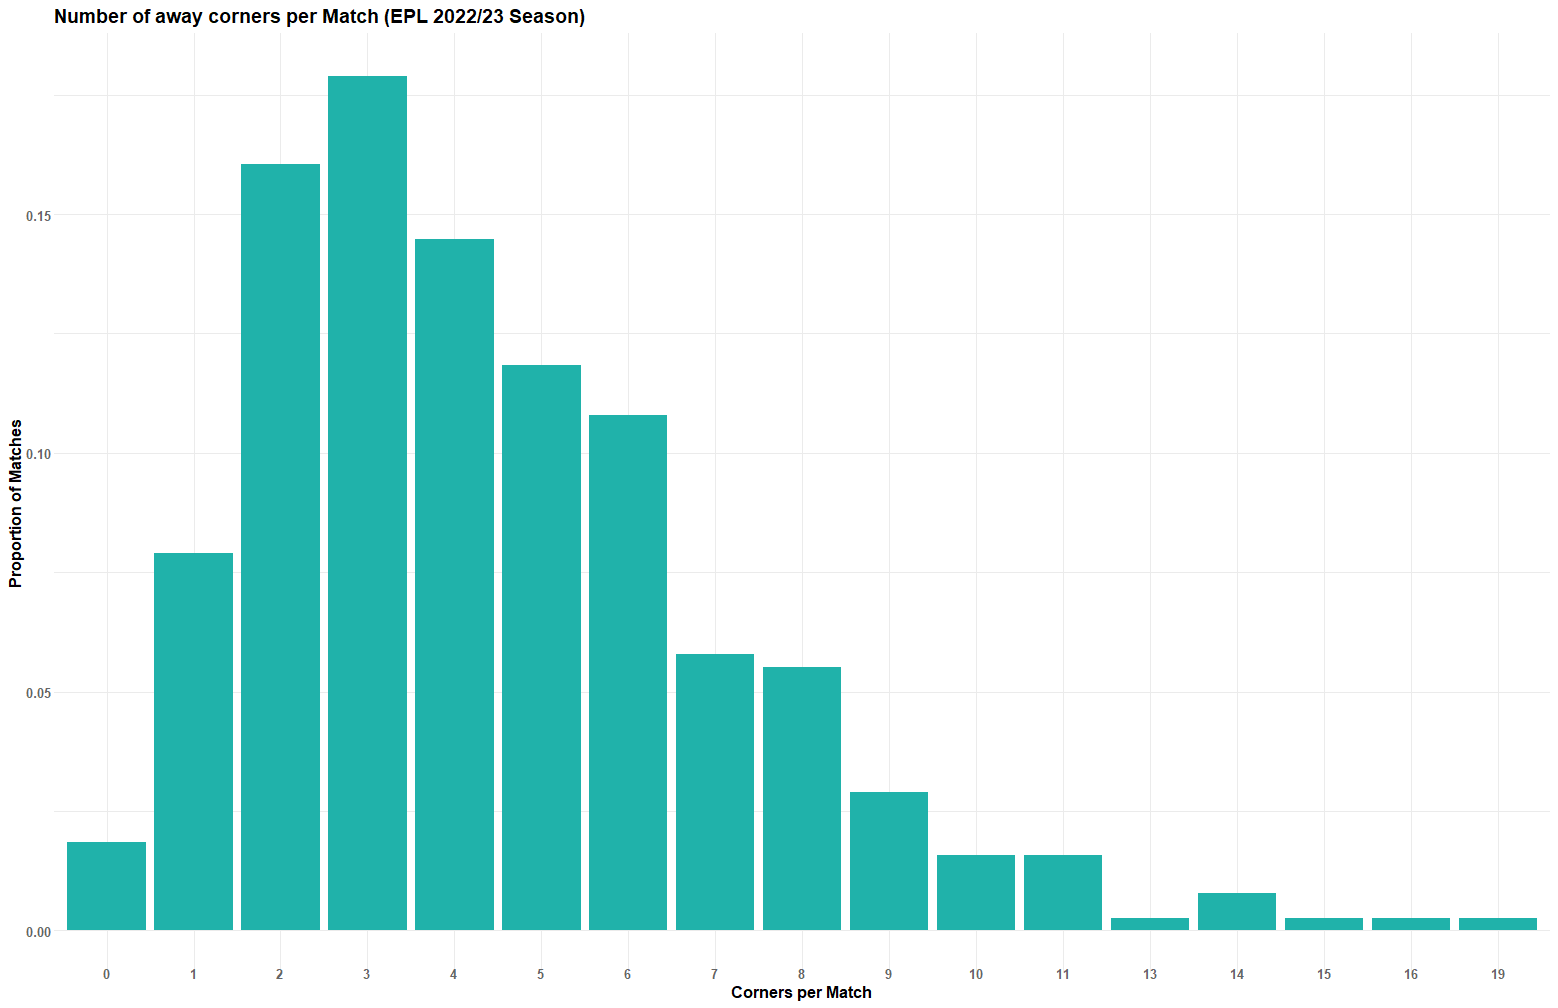 Number of away corners per Match (EPL 2022/23 Season)
Proportion of Matches
0.15
0.10
0.05
0.00
0 1 2 3 4 5 6 7 8 9 10 11 13 14 15 16 19
Corners per Match